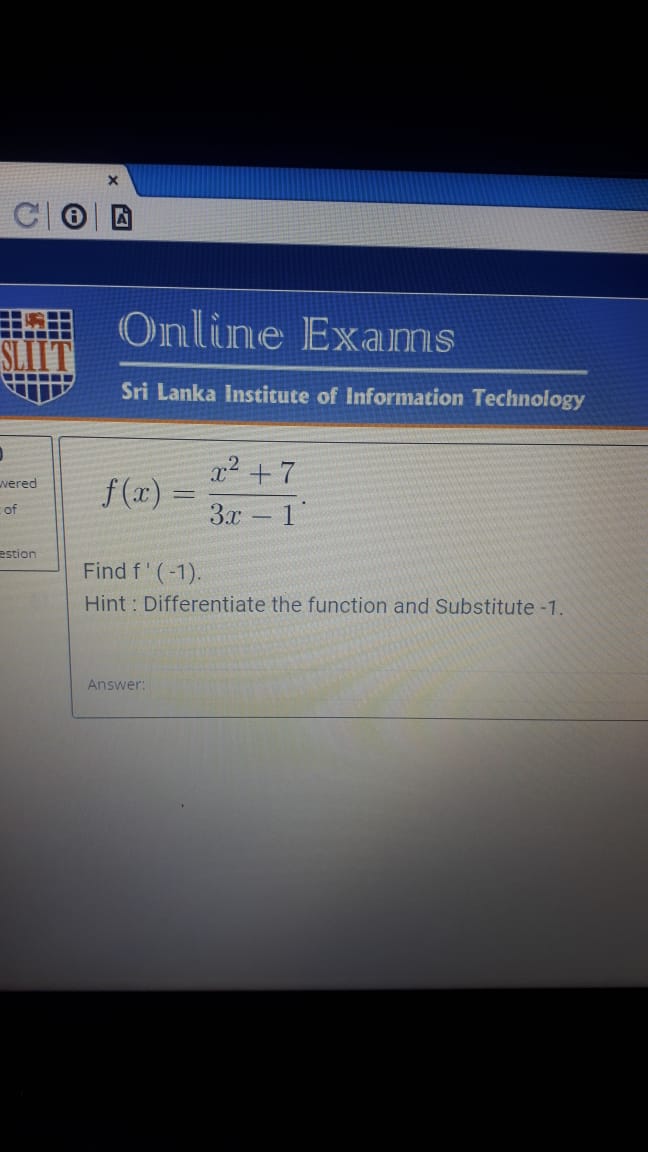 Online Exams
SLIIT
Sri Lanka Institute of Information Technology
wered
of
estion
f(x) = \frac{x^2 + 7}{3x - 1}.
Find f ' ( -1).
Hint : Differentiate the function and Substitute -1.
Answer: